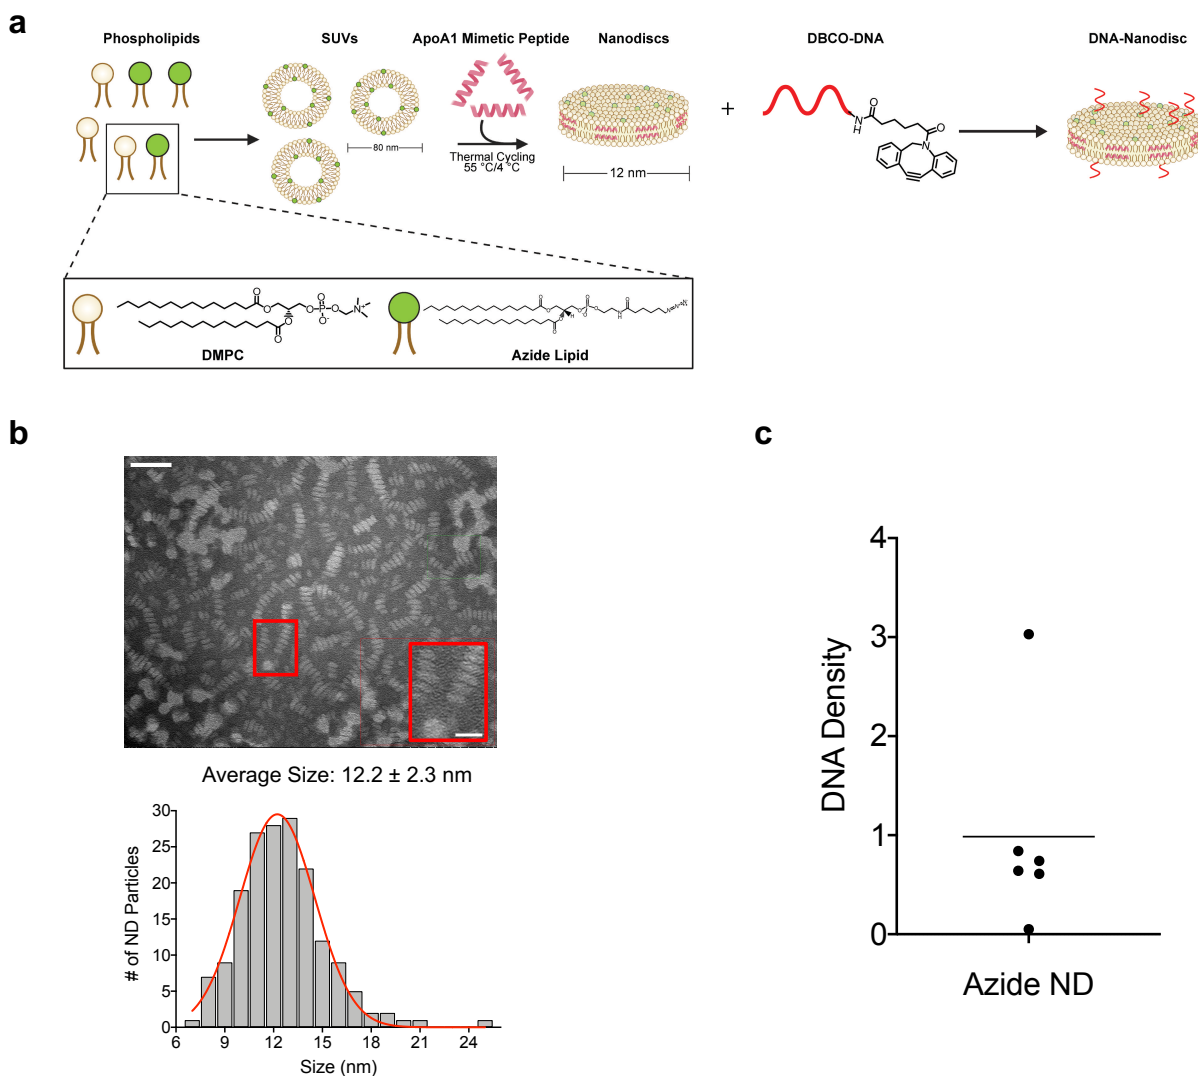 a
Phospholipids
SUVs
ApoA1 Mimetic Peptide
Nanodiscs
DBCO-DNA
DNA-Nanodisc
80 nm
Thermal Cycling
55 °C/4 °C
12 nm
+
N
H
O
O
N
O
O
O
O
P
O
O-
N+
DMPC
Azide Lipid
b
Average Size: 12.2 ± 2.3 nm
# of ND Particles
30
25
20
15
10
5
0
6
9
12
15
18
21
24
Size (nm)
c
DNA Density
4
3
2
1
0
Azide ND